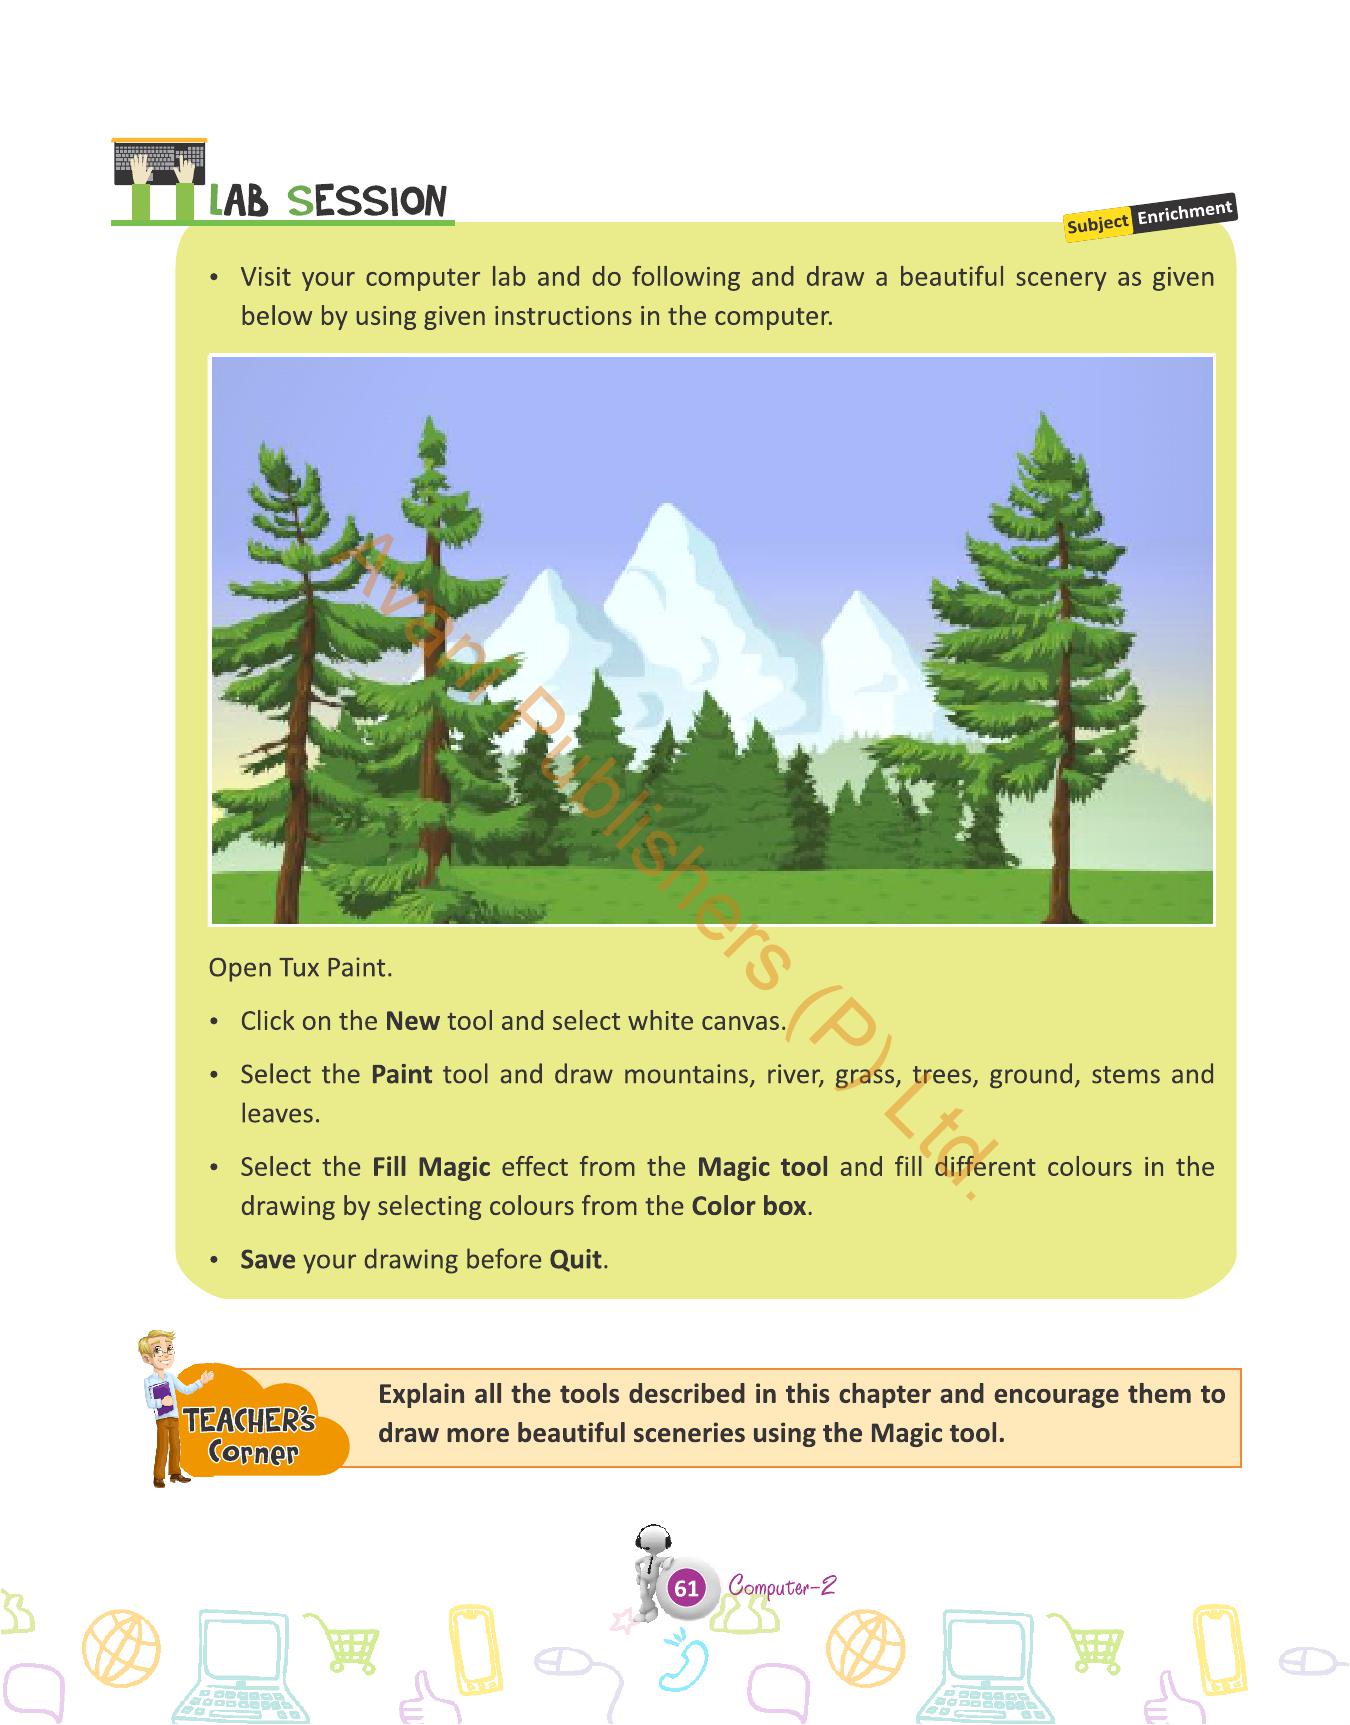 LAB SESSION
Subject Enrichment
• Visit your computer lab and do following and draw a beautiful scenery as given
below by using given instructions in the computer.
Avani Publishers (P) Ltd.
Open Tux Paint.
• Click on the New tool and select white canvas.
• Select the Paint tool and draw mountains, river, grass, trees, ground, stems and
leaves.
• Select the Fill Magic effect from the Magic tool and fill different colours in the
drawing by selecting colours from the Color box.
• Save your drawing before Quit.
TEACHER's
Corner
Explain all the tools described in this chapter and encourage them to
draw more beautiful sceneries using the Magic tool.
61 Computer-2